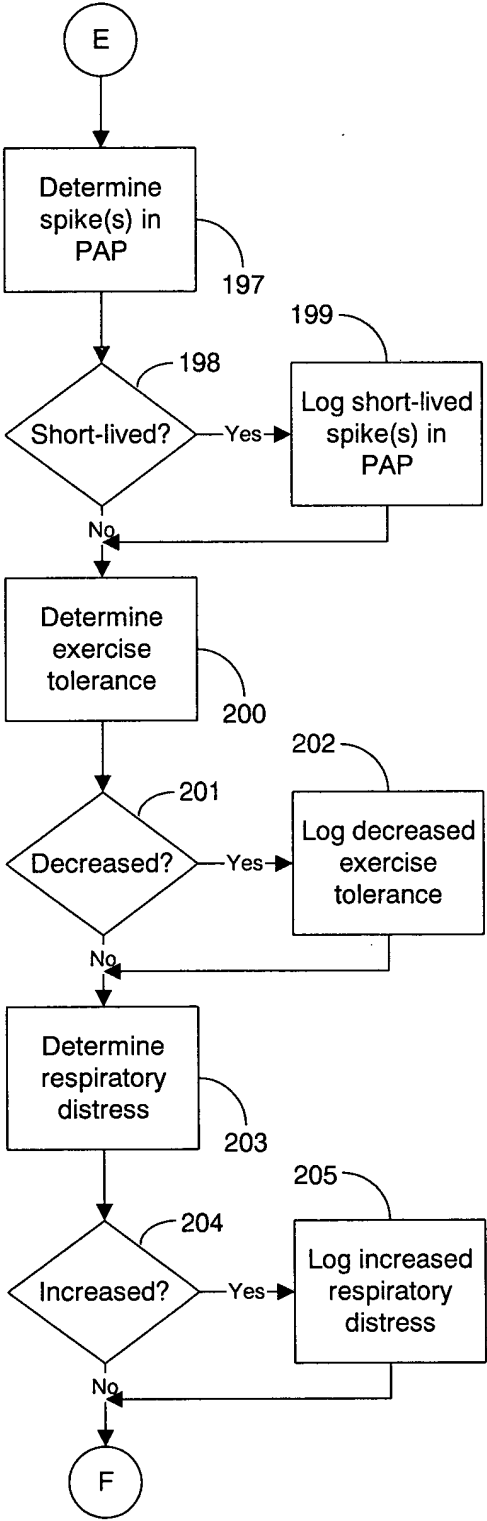 E
Determine
spike(s) in
PAP
197
198
199
Short-lived?
Yes
Log short-lived
spike(s) in
PAP
No
Determine
exercise
tolerance
200
201
202
Decreased?
Yes
Log decreased
exercise
tolerance
No
Determine
respiratory
distress
203
204
205
Increased?
Yes
Log increased
respiratory
distress
No
F